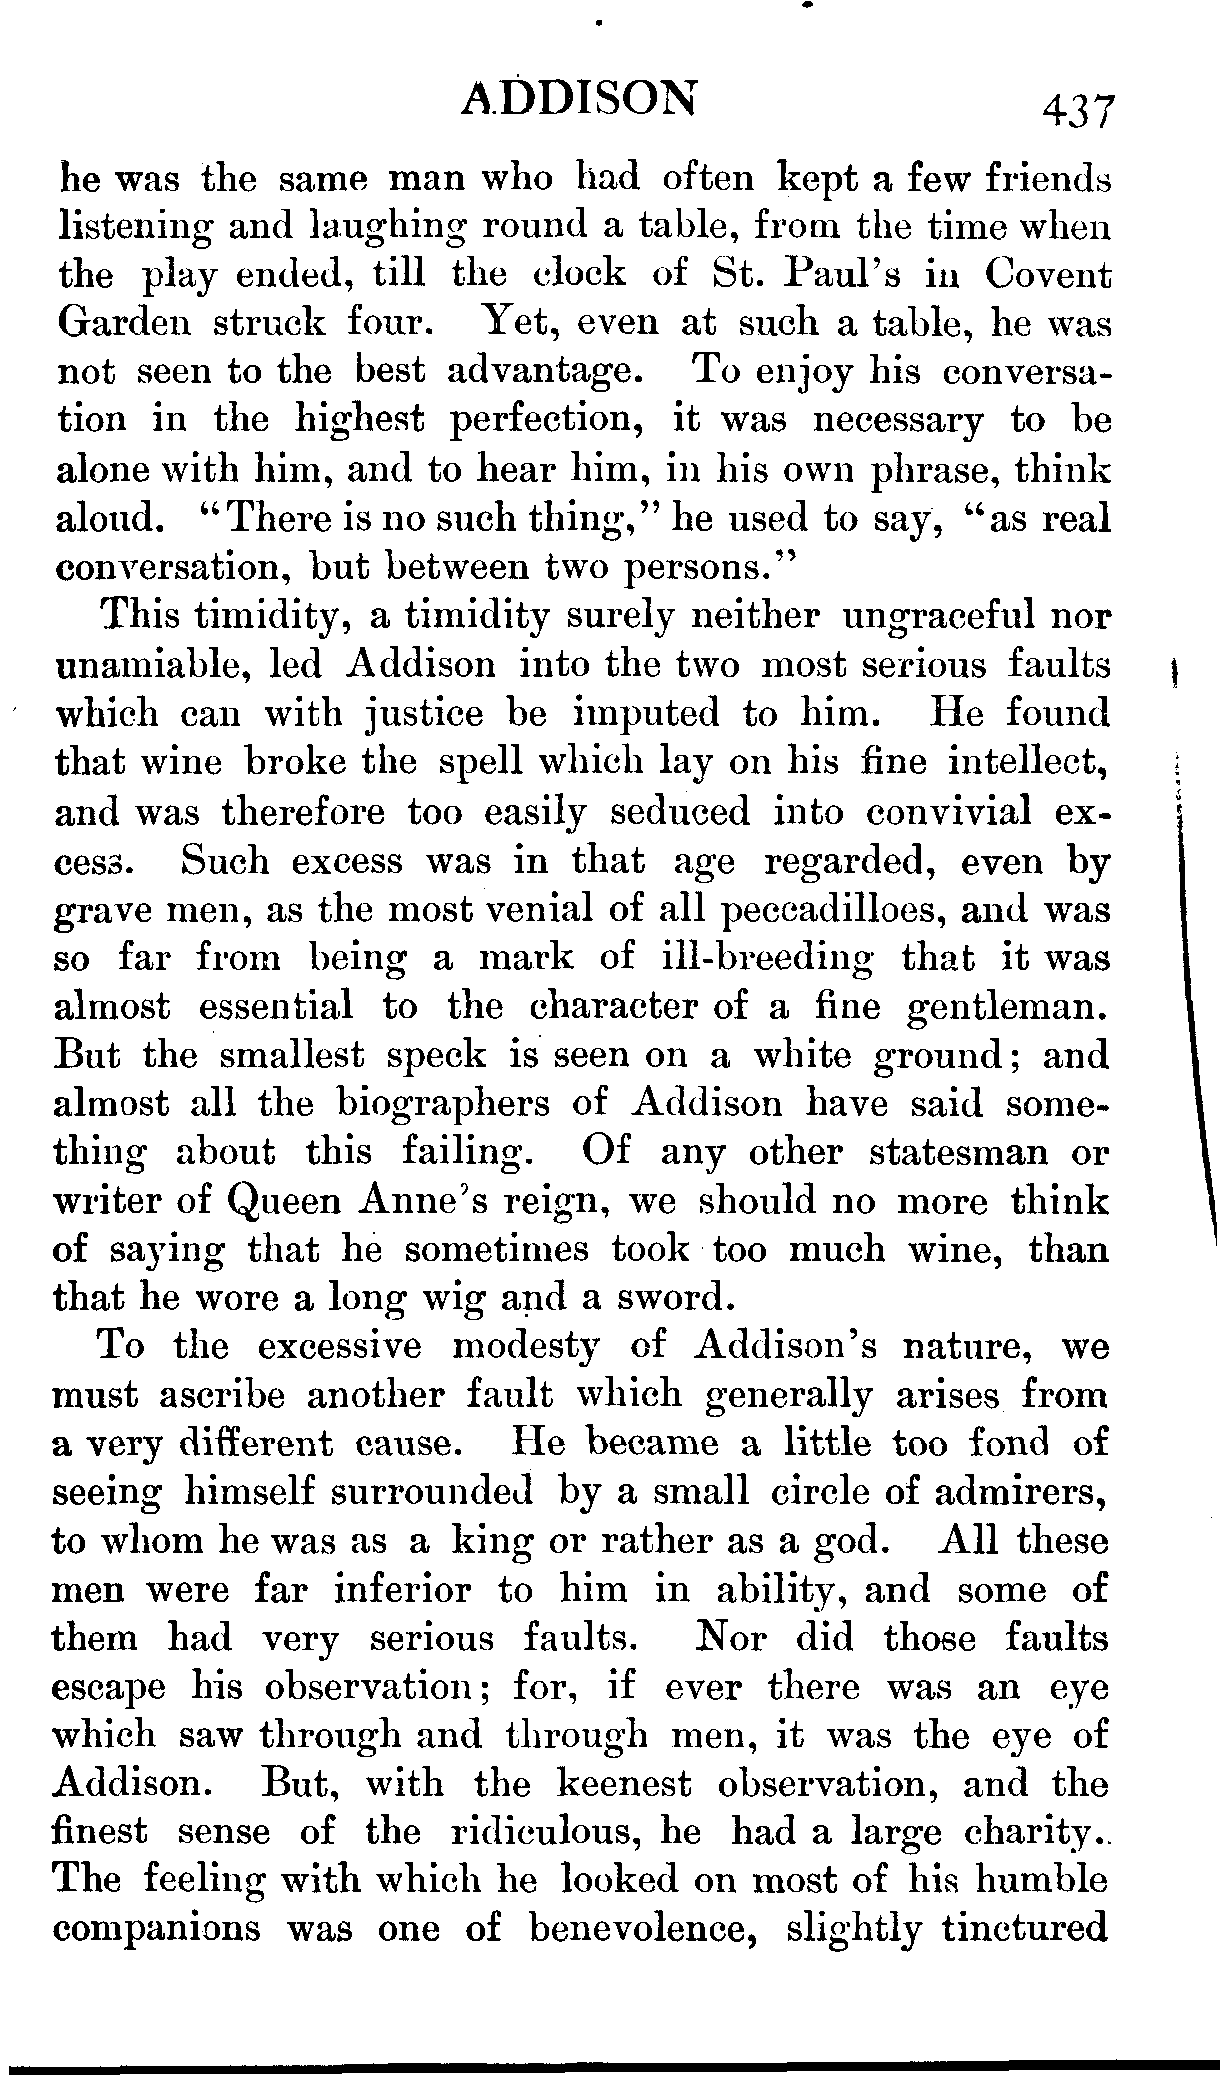 ADDISON 437
he was the same man who had often kept a few friends
listening and laughing round a table, from the time when
the play ended, till the clock of St. Paul's in Covent
Garden struck four. Yet, even at such a table, he was
not seen to the best advantage. To enjoy his conversa-
tion in the highest perfection, it was necessary to be
alone with him, and to hear him, in his own phrase, think
aloud. "There is no such thing," he used to say, "as real
conversation, but between two persons."
This timidity, a timidity surely neither ungraceful nor
unamiable, led Addison into the two most serious faults
which can with justice be imputed to him. He found
that wine broke the spell which lay on his fine intellect,
and was therefore too easily seduced into convivial ex-
cess. Such excess was in that age regarded, even by
grave men, as the most venial of all peccadilloes, and was
so far from being a mark of ill-breeding that it was
almost essential to the character of a fine gentleman.
But the smallest speck is seen on a white ground; and
almost all the biographers of Addison have said some-
thing about this failing. Of any other statesman or
writer of Queen Anne's reign, we should no more think
of saying that he sometimes took too much wine, than
that he wore a long wig and a sword.
To the excessive modesty of Addison's nature, we
must ascribe another fault which generally arises from
a very different cause. He became a little too fond of
seeing himself surrounded by a small circle of admirers,
to whom he was as a king or rather as a god. All these
men were far inferior to him in ability, and some of
them had very serious faults. Nor did those faults
escape his observation; for, if ever there was an eye
which saw through and through men, it was the eye of
Addison. But, with the keenest observation, and the
finest sense of the ridiculous, he had a large charity.
The feeling with which he looked on most of his humble
companions was one of benevolence, slightly tinctured